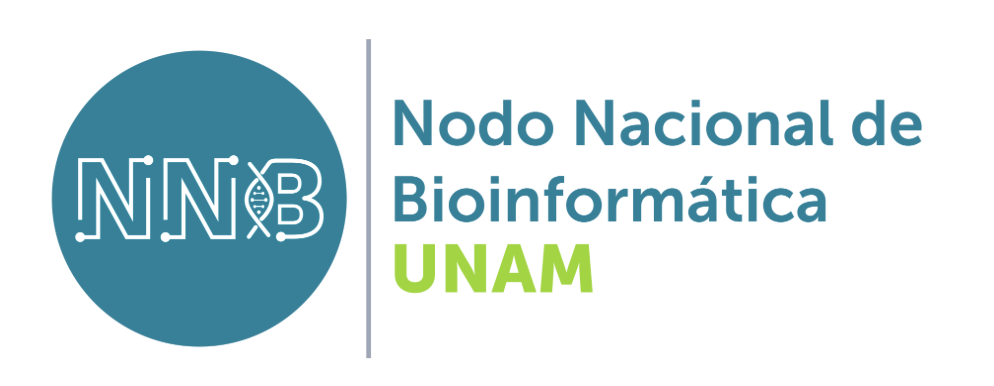 NNB
Nodo Nacional de
Bioinformática
UNAM